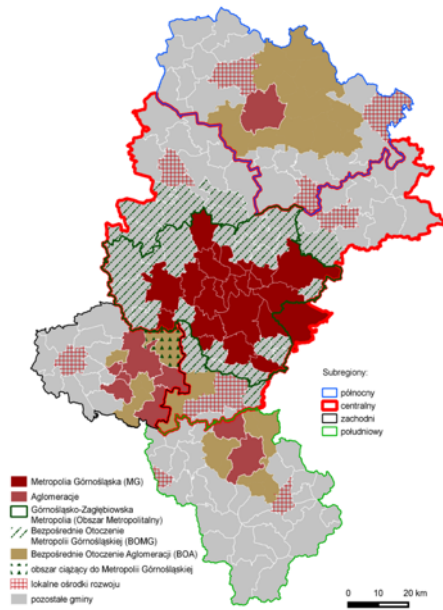 Subregiony:
północny
centralny
zachodni
południowy
Metropolia Górnośląska (MG)
Aglomeracje
Górnośląsko-Zagłębiowska
Metropolia (Obszar Metropolitalny)
Bezpośrednie Otoczenie
Metropolii Górnośląskiej (BOMG)
Bezpośrednie Otoczenie Aglomeracji (BOA)
obszar ciążący do Metropolii Górnośląskiej
lokalne ośrodki rozwoju
pozostałe gminy
0 10 20 km